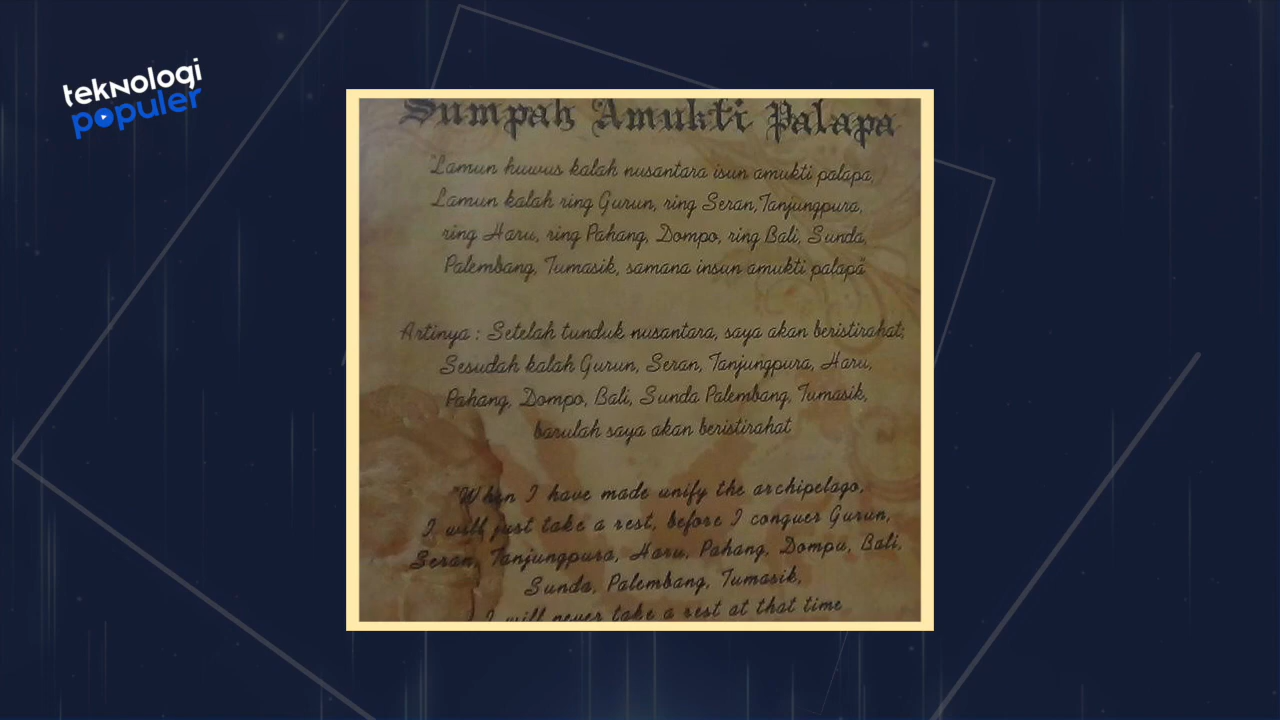 teknologi
populer
Sumpah Amukti Palapa
"Lamun huwus kalah nusantara isun amukti palapa,
Lamun kalah ring Gurun, ring Seran,Tanjungpura,
ring Haru, ring Pahang, Dompo, ring Bali, Sunda,
Palembang, Tumasik, samana insun amukti palapa"
Artinya : Setelah tunduk nusantara, saya akan beristirahat;
Sesudah kalah Gurun, Seran, Tanjungpura, Haru,
Pahang, Dompo, Bali, Sunda Palembang, Tumasik,
barulah saya akan beristirahat
"When I have made unify the archipelago,
I will just take a rest, before I conquer Gurun,
Seran, Tanjungpura, Haru, Pahang, Dompu, Bali,
Sunda, Palembang, Tumasik,
I will never take a rest at that time